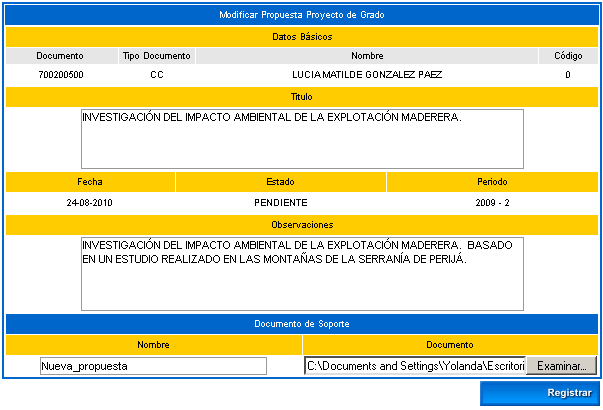 Modificar Propuesta Proyecto de Grado
Datos Básicos
Documento Tipo Documento Nombre Código
700200500 CC LUCIA MATILDE GONZALEZ PAEZ 0
Titulo
INVESTIGACIÓN DEL IMPACTO AMBIENTAL DE LA EXPLOTACIÓN MADERERA.
Fecha Estado Periodo
24-08-2010 PENDIENTE 2009 - 2
Observaciones
INVESTIGACIÓN DEL IMPACTO AMBIENTAL DE LA EXPLOTACIÓN MADERERA. BASADO
EN UN ESTUDIO REALIZADO EN LAS MONTAÑAS DE LA SERRANÍA DE PERIJÁ.
Documento de Soporte
Nombre Documento
Nueva_propuesta C:\Documents and Settings\Yolanda\Escritori Examinar...
Registrar